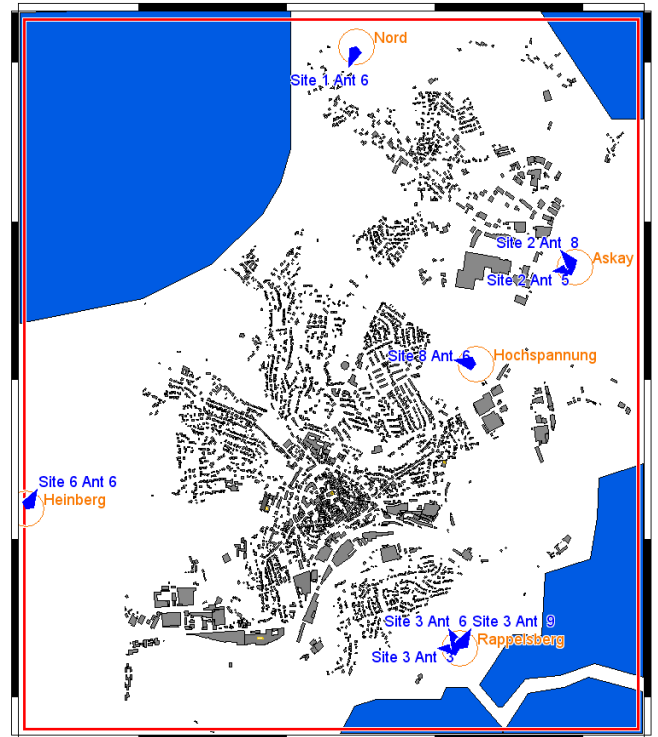 Nord
Site 1 Ant 6
Site 2 Ant 8
Askay
Site 2 Ant 5
Hochspannung
Site 8 Ant 6
Site 6 Ant 6
Heinberg
Site 3 Ant 6 Site 3 Ant 9
Rappelsberg
Site 3 Ant 3